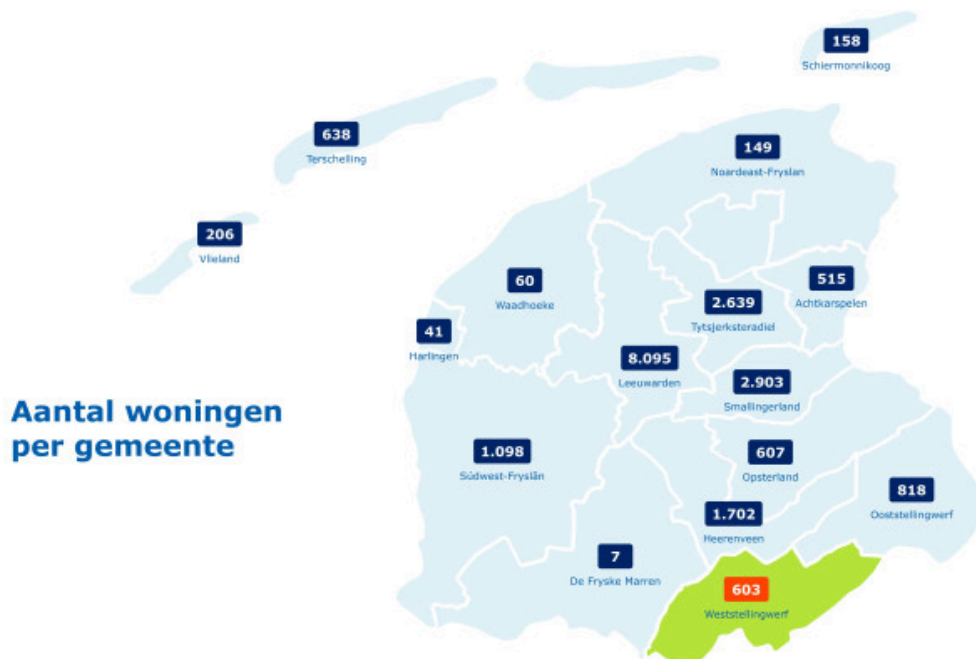 158
Schiermonnikoog
638
Terschelling
149
Noardeast-Fryslan
206
Vlieland
60
Waadhoeke
515
Achtkarspelen
2.639
Tytsjerksteradiel
41
Harlingen
8.095
Leeuwarden
2.903
Smallingerland
Aantal woningen
per gemeente
1.098
Súdwest-Fryslân
607
Opsterland
818
Ooststellingwerf
1.702
Heerenveen
7
De Fryske Marren
603
Weststellingwerf